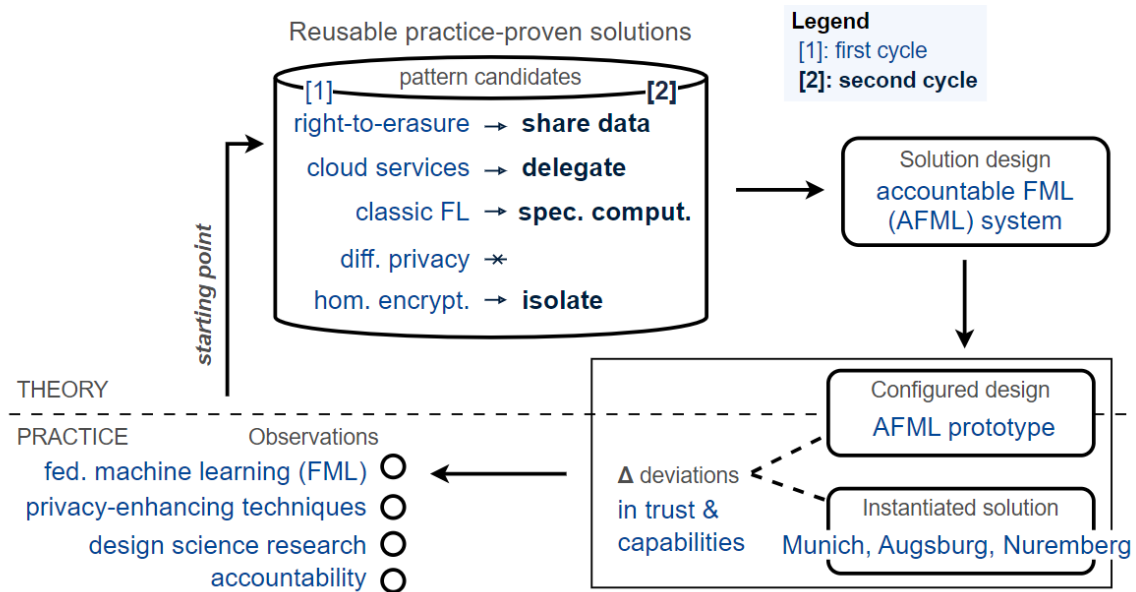 Reusable practice-proven solutions
Legend
[1]: first cycle
[2]: second cycle
pattern candidates
[1] [2]
right-to-erasure → share data
cloud services → delegate
classic FL → spec. comput.
diff. privacy
hom. encrypt. → isolate
starting point
Solution design
accountable FML
(AFML) system
THEORY
PRACTICE
Observations
fed. machine learning (FML)
privacy-enhancing techniques
design science research
accountability
Δ deviations
in trust &
capabilities
Configured design
AFML prototype
Instantiated solution
Munich, Augsburg, Nuremberg